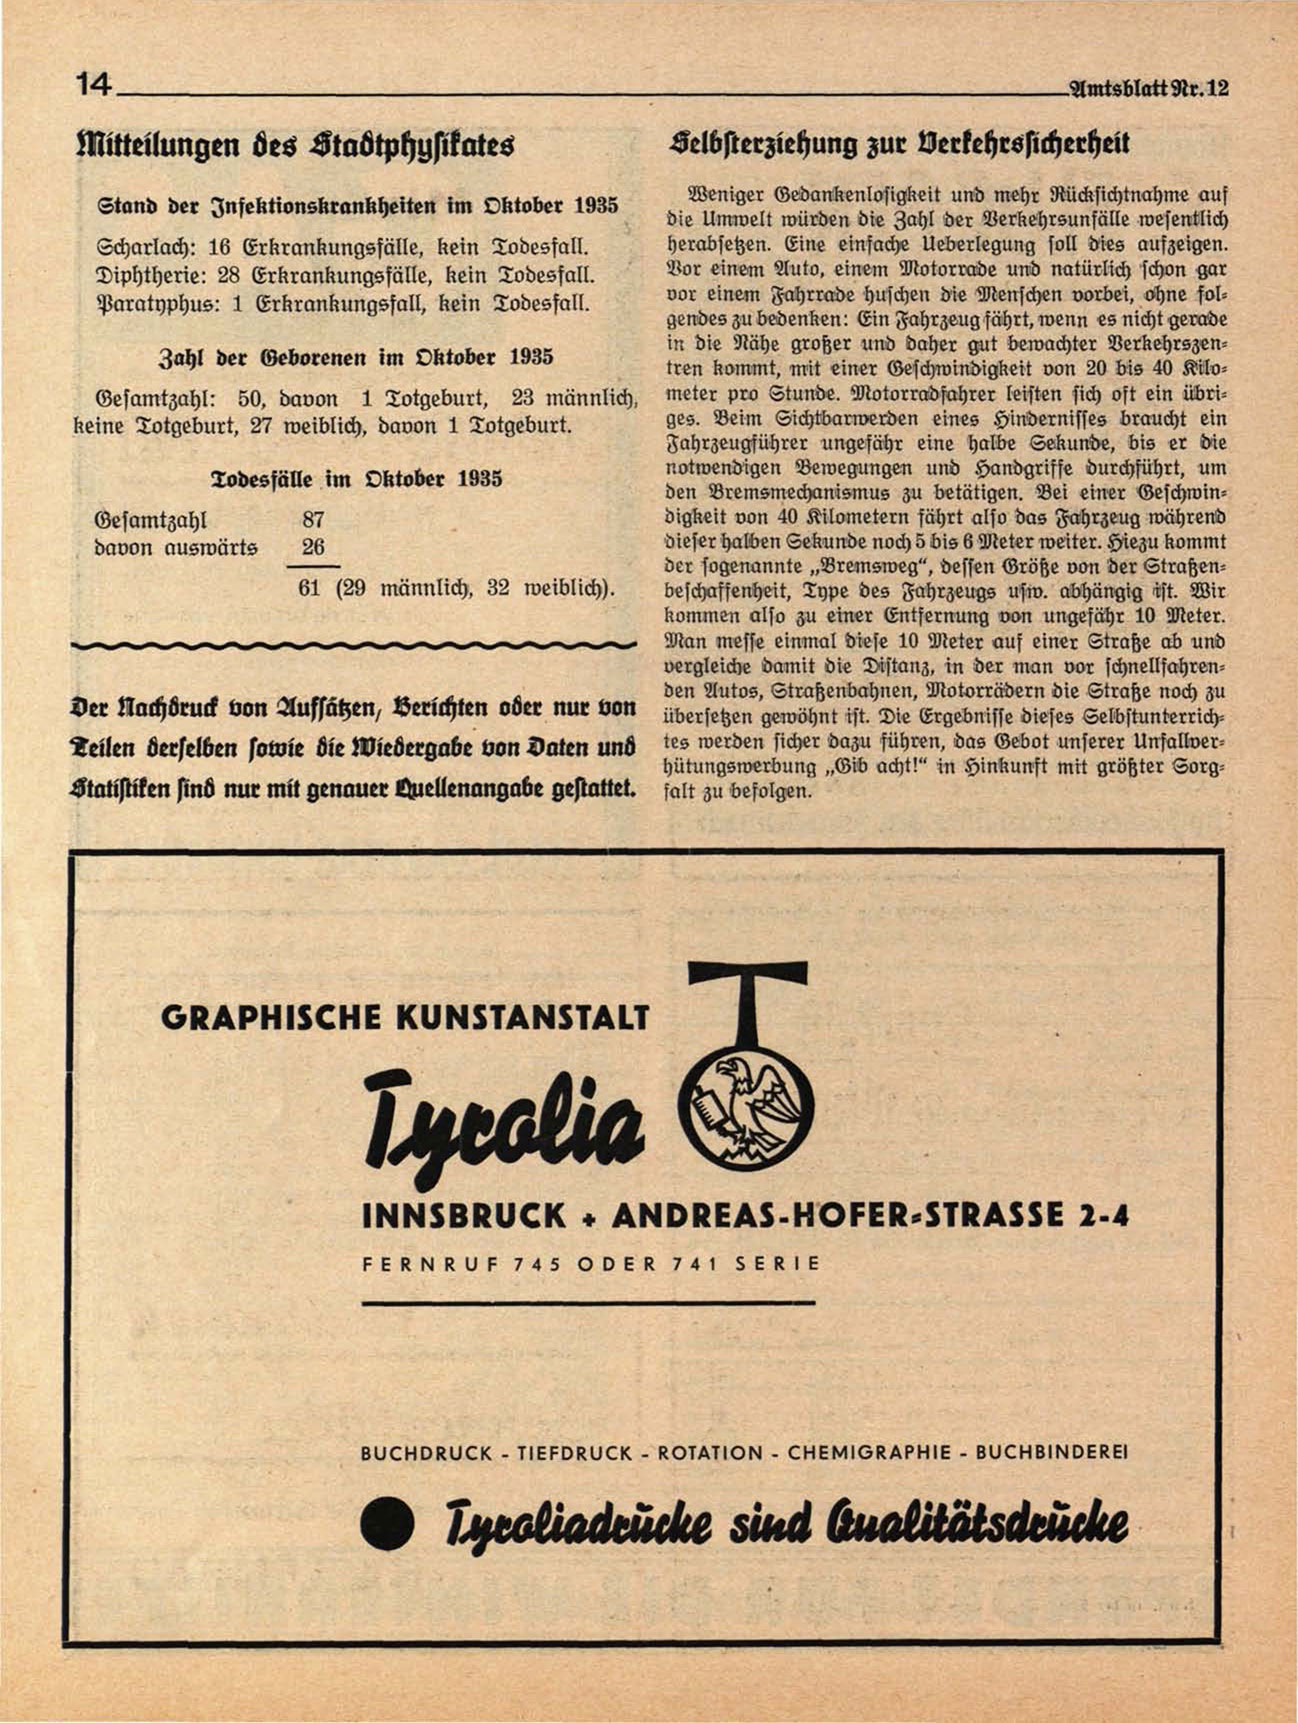 14
Amtsblatt Nr. 12
Mitteilungen des Stadtphysikates
Stand der Infektionskrankheiten im Oktober 1935
Scharlach: 16 Erkrankungsfälle, kein Todesfall.
Diphtherie: 28 Erkrankungsfälle, kein Todesfall.
Paratyphus: 1 Erkrankungsfall, kein Todesfall.
Zahl der Geborenen im Oktober 1935
Gesamtzahl: 50, davon 1 Totgeburt, 23 männlich,
keine Totgeburt, 27 weiblich, davon 1 Totgeburt.
Todesfälle im Oktober 1935
Gesamtzahl 87
davon auswärts 26
61 (29 männlich, 32 weiblich).
Der Nachdruck von Aufsätzen, Berichten oder nur von
Teilen derselben sowie die Wiedergabe von Daten und
Statistiken sind nur mit genauer Quellenangabe gestattet.
Selbsterziehung zur Verkehrssicherheit
Weniger Gedankenlosigkeit und mehr Rücksichtnahme auf
die Umwelt würden die Zahl der Verkehrsunfälle wesentlich
herabsetzen. Eine einfache Ueberlegung soll dies aufzeigen.
Vor einem Auto, einem Motorrade und natürlich schon gar
vor einem Fahrrade huschen die Menschen vorbei, ohne fol-
gendes zu bedenken: Ein Fahrzeug fährt, wenn es nicht gerade
in die Nähe großer und daher gut bewachter Verkehrszen-
tren kommt, mit einer Geschwindigkeit von 20 bis 40 Kilo-
meter pro Stunde. Motorradfahrer leisten sich oft ein übri-
ges. Beim Sichtbarwerden eines Hindernisses braucht ein
Fahrzeugführer ungefähr eine halbe Sekunde, bis er die
notwendigen Bewegungen und Handgriffe durchführt, um
den Bremsmechanismus zu betätigen. Bei einer Geschwin-
digkeit von 40 Kilometern fährt also das Fahrzeug während
dieser halben Sekunde noch 5 bis 6 Meter weiter. Hiezu kommt
der sogenannte „Bremsweg“, dessen Größe von der Straßen-
beschaffenheit, Type des Fahrzeugs usw. abhängig ist. Wir
kommen also zu einer Entfernung von ungefähr 10 Meter.
Man messe einmal diese 10 Meter auf einer Straße ab und
vergleiche damit die Distanz, in der man vor schnellfahren-
den Autos, Straßenbahnen, Motorrädern die Straße noch zu
übersetzen gewöhnt ist. Die Ergebnisse dieses Selbstunterrich-
tes werden sicher dazu führen, das Gebot unserer Unfallver-
hütungswerbung „Gib acht!“ in Hinkunft mit größter Sorg-
falt zu befolgen.
GRAPHISCHE KUNSTANSTALT
Tyrolia
INNSBRUCK + ANDREAS-HOFER-STRASSE 2-4
FERNRUF 745 ODER 741 SERIE
BUCHDRUCK - TIEFDRUCK - ROTATION - CHEMIGRAPHIE - BUCHBINDEREI
Tyroliadrucke sind Qualitätsdrucke